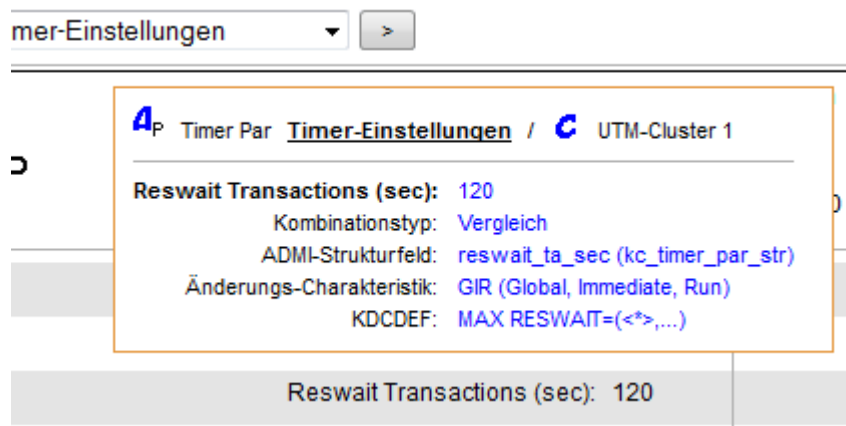 mer-Einstellungen >
AP Timer Par Timer-Einstellungen / C UTM-Cluster 1
Reswait Transactions (sec): 120
Kombinationstyp: Vergleich
ADMI-Strukturfeld: reswait_ta_sec (kc_timer_par_str)
Änderungs-Charakteristik: GIR (Global, Immediate, Run)
KDCDEF: MAX RESWAIT=(<*>,...)
Reswait Transactions (sec): 120